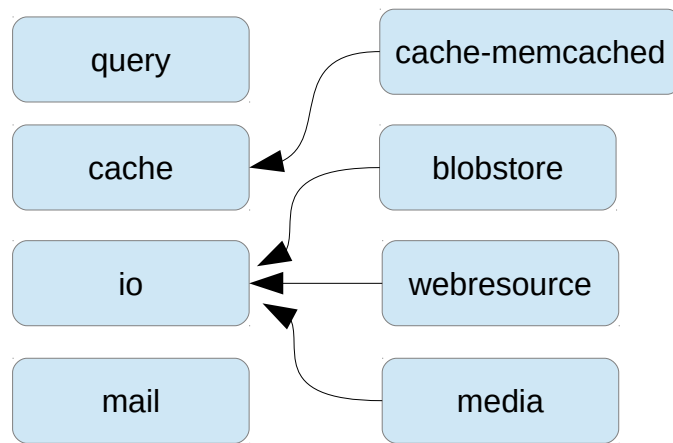 query
cache-memcached
cache
blobstore
io
webresource
mail
media